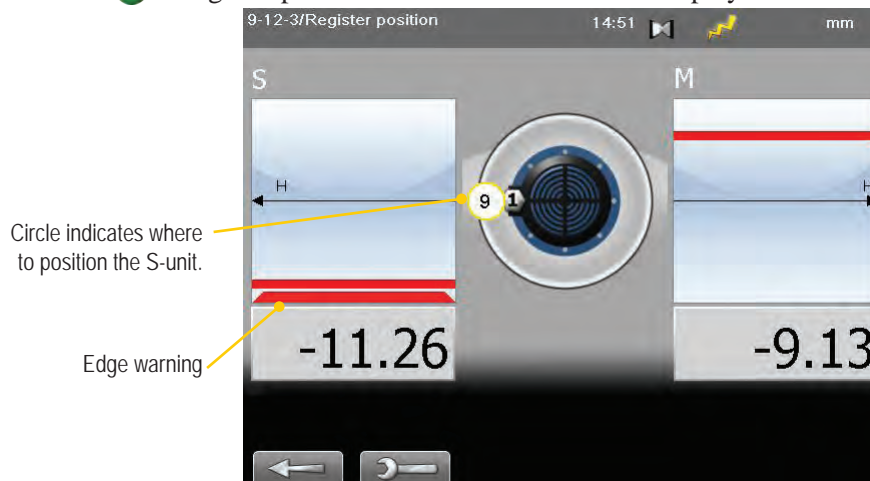 9-12-3/Register position 14:51 mm
S M
H H
9 1
Circle indicates where
to position the S-unit.
Edge warning
-11.26 -9.13